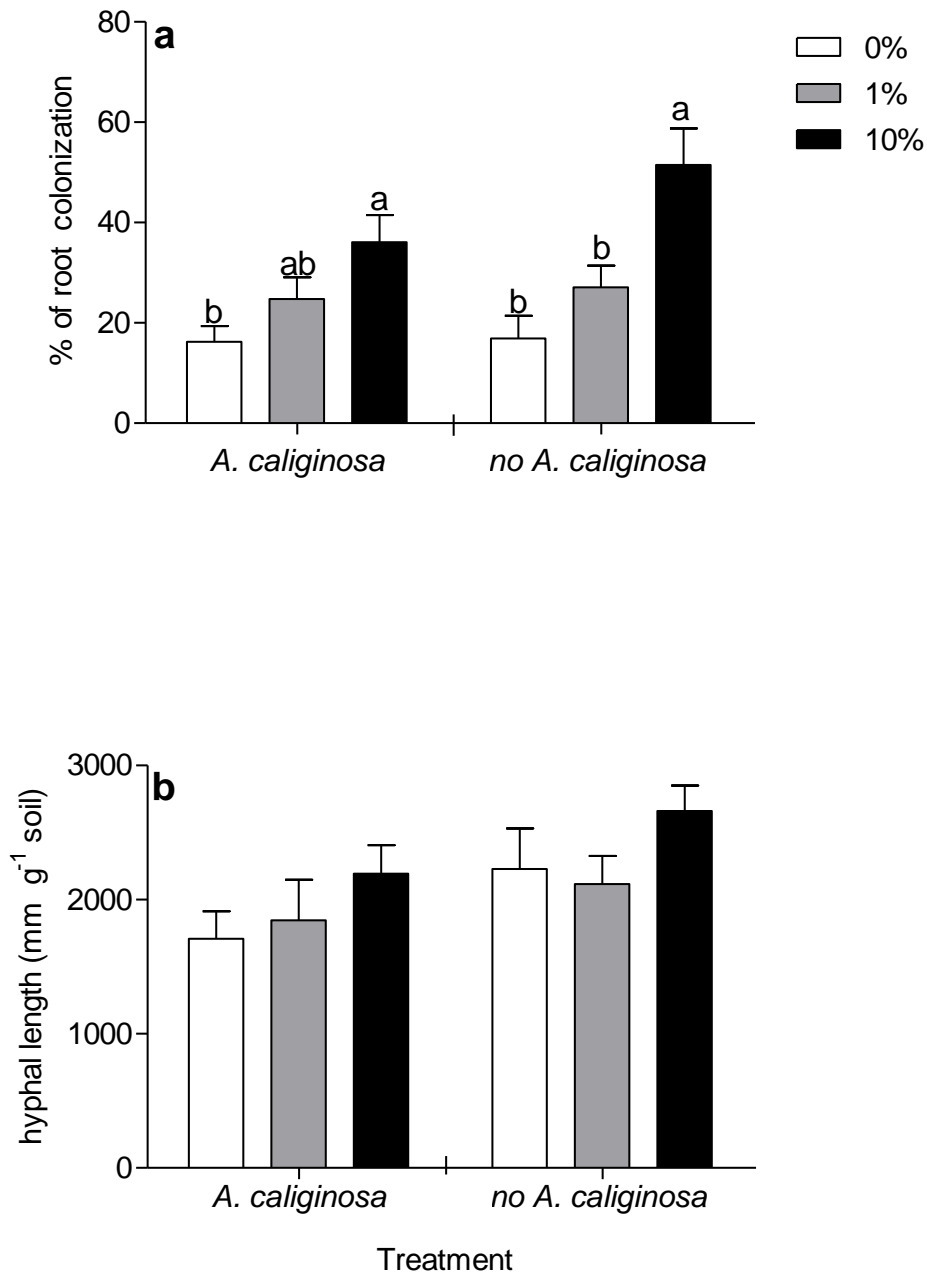 a
80
60
40
20
0
% of root colonization
b
ab
a
b
b
a
A. caliginosa
no A. caliginosa
0%
1%
10%
b
3000
2000
1000
0
hyphal length (mm g-1 soil)
A. caliginosa
no A. caliginosa
Treatment